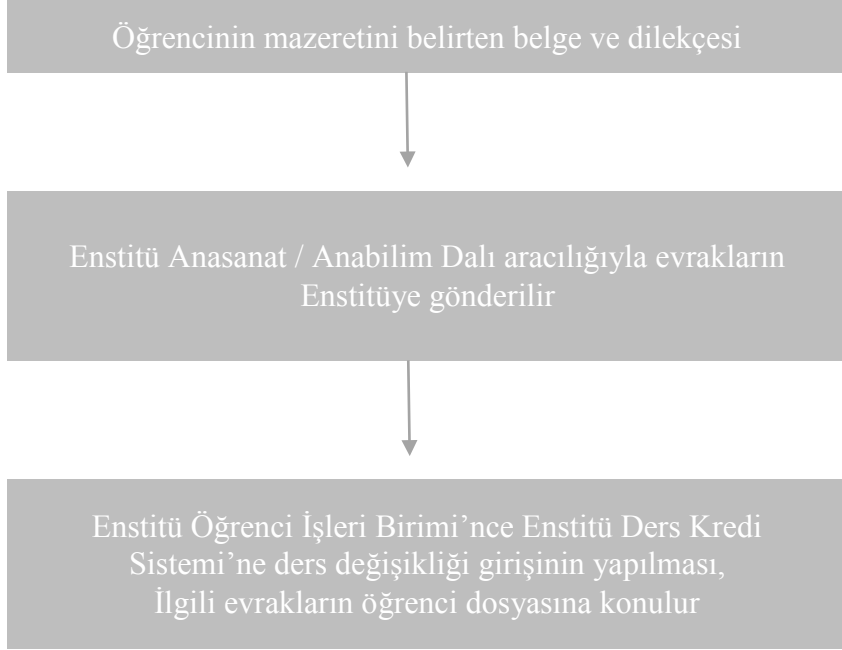 Öğrencinin mazeretini belirten belge ve dilekçesi
Enstitü Anasanat / Anabilim Dalı aracılığıyla evrakların
Enstitüye gönderilir
Enstitü Öğrenci İşleri Birimi’nce Enstitü Ders Kredi
Sistemi’ne ders değişikliği girişinin yapılması,
İlgili evrakların öğrenci dosyasına konulur